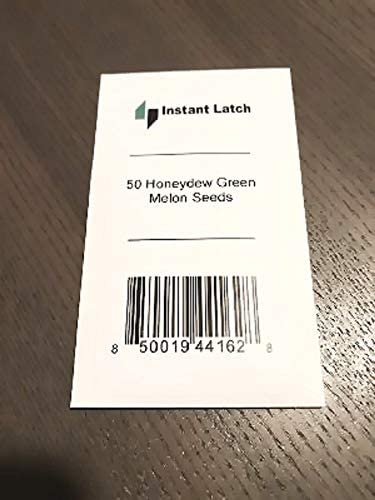 Instant Latch
50 Honeydew Green
Melon Seeds
8 50019 44162 8